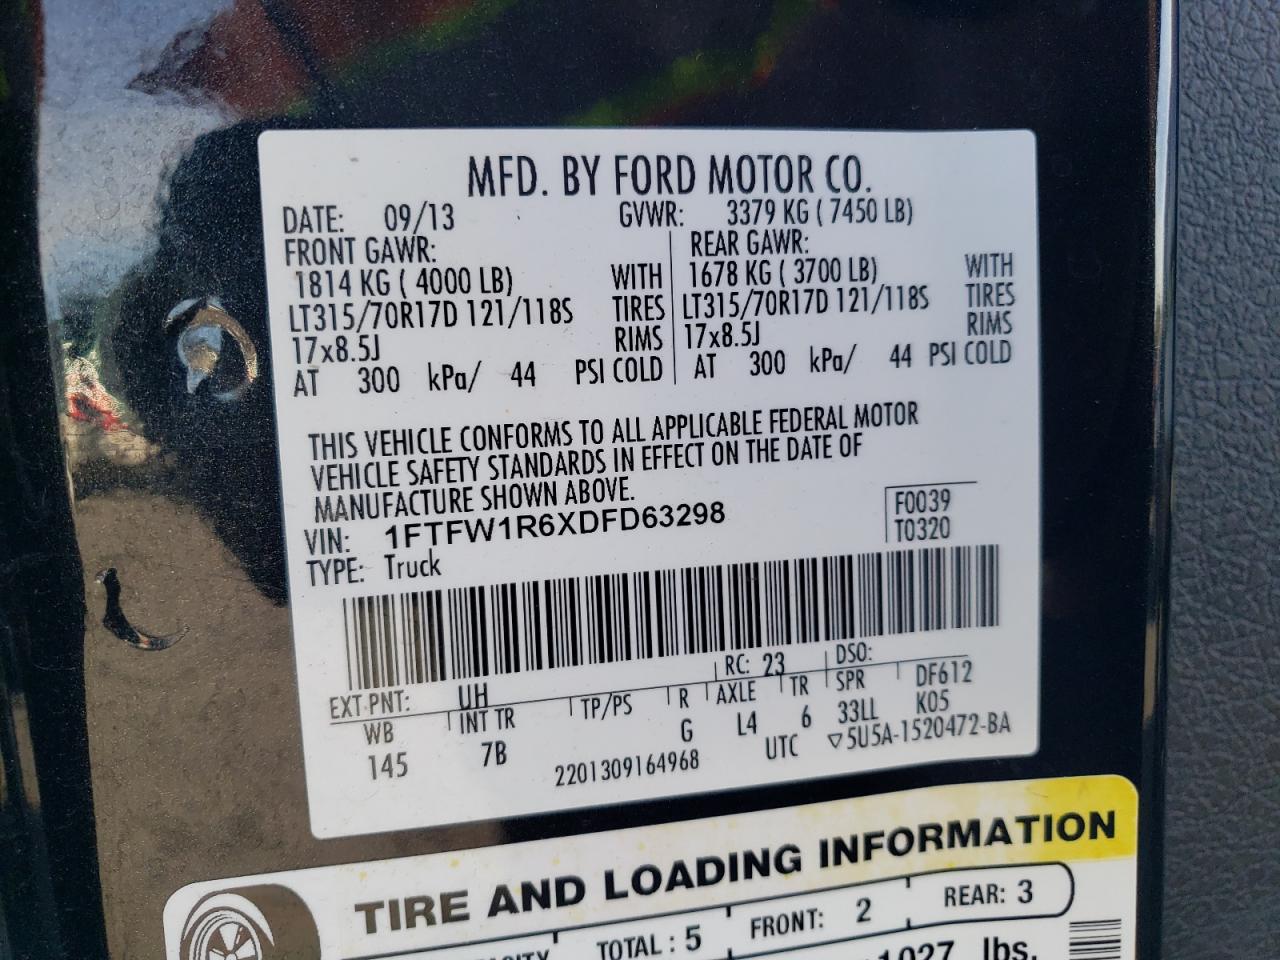 MFD. BY FORD MOTOR CO.
DATE: 09/13 GVWR: 3379 KG ( 7450 LB)
FRONT GAWR: REAR GAWR:
1814 KG ( 4000 LB) WITH 1678 KG ( 3700 LB) WITH
LT315/70R17D 121/118S TIRES LT315/70R17D 121/118S TIRES
17x8.5J RIMS 17x8.5J RIMS
AT 300 kPa/ 44 PSI COLD AT 300 kPa/ 44 PSI COLD
THIS VEHICLE CONFORMS TO ALL APPLICABLE FEDERAL MOTOR
VEHICLE SAFETY STANDARDS IN EFFECT ON THE DATE OF
MANUFACTURE SHOWN ABOVE.
VIN: 1FTFW1R6XDFD63298 F0039
TYPE: Truck T0320
EXT PNT: UH RC: 23 DSO:
WB INT TR TP/PS R AXLE TR SPR DF612
145 7B G L4 6 33LL K05
2201309164968 UTC ▽5U5A-1520472-BA
TIRE AND LOADING INFORMATION
TOTAL : 5 FRONT: 2 REAR: 3
1027 lbs.